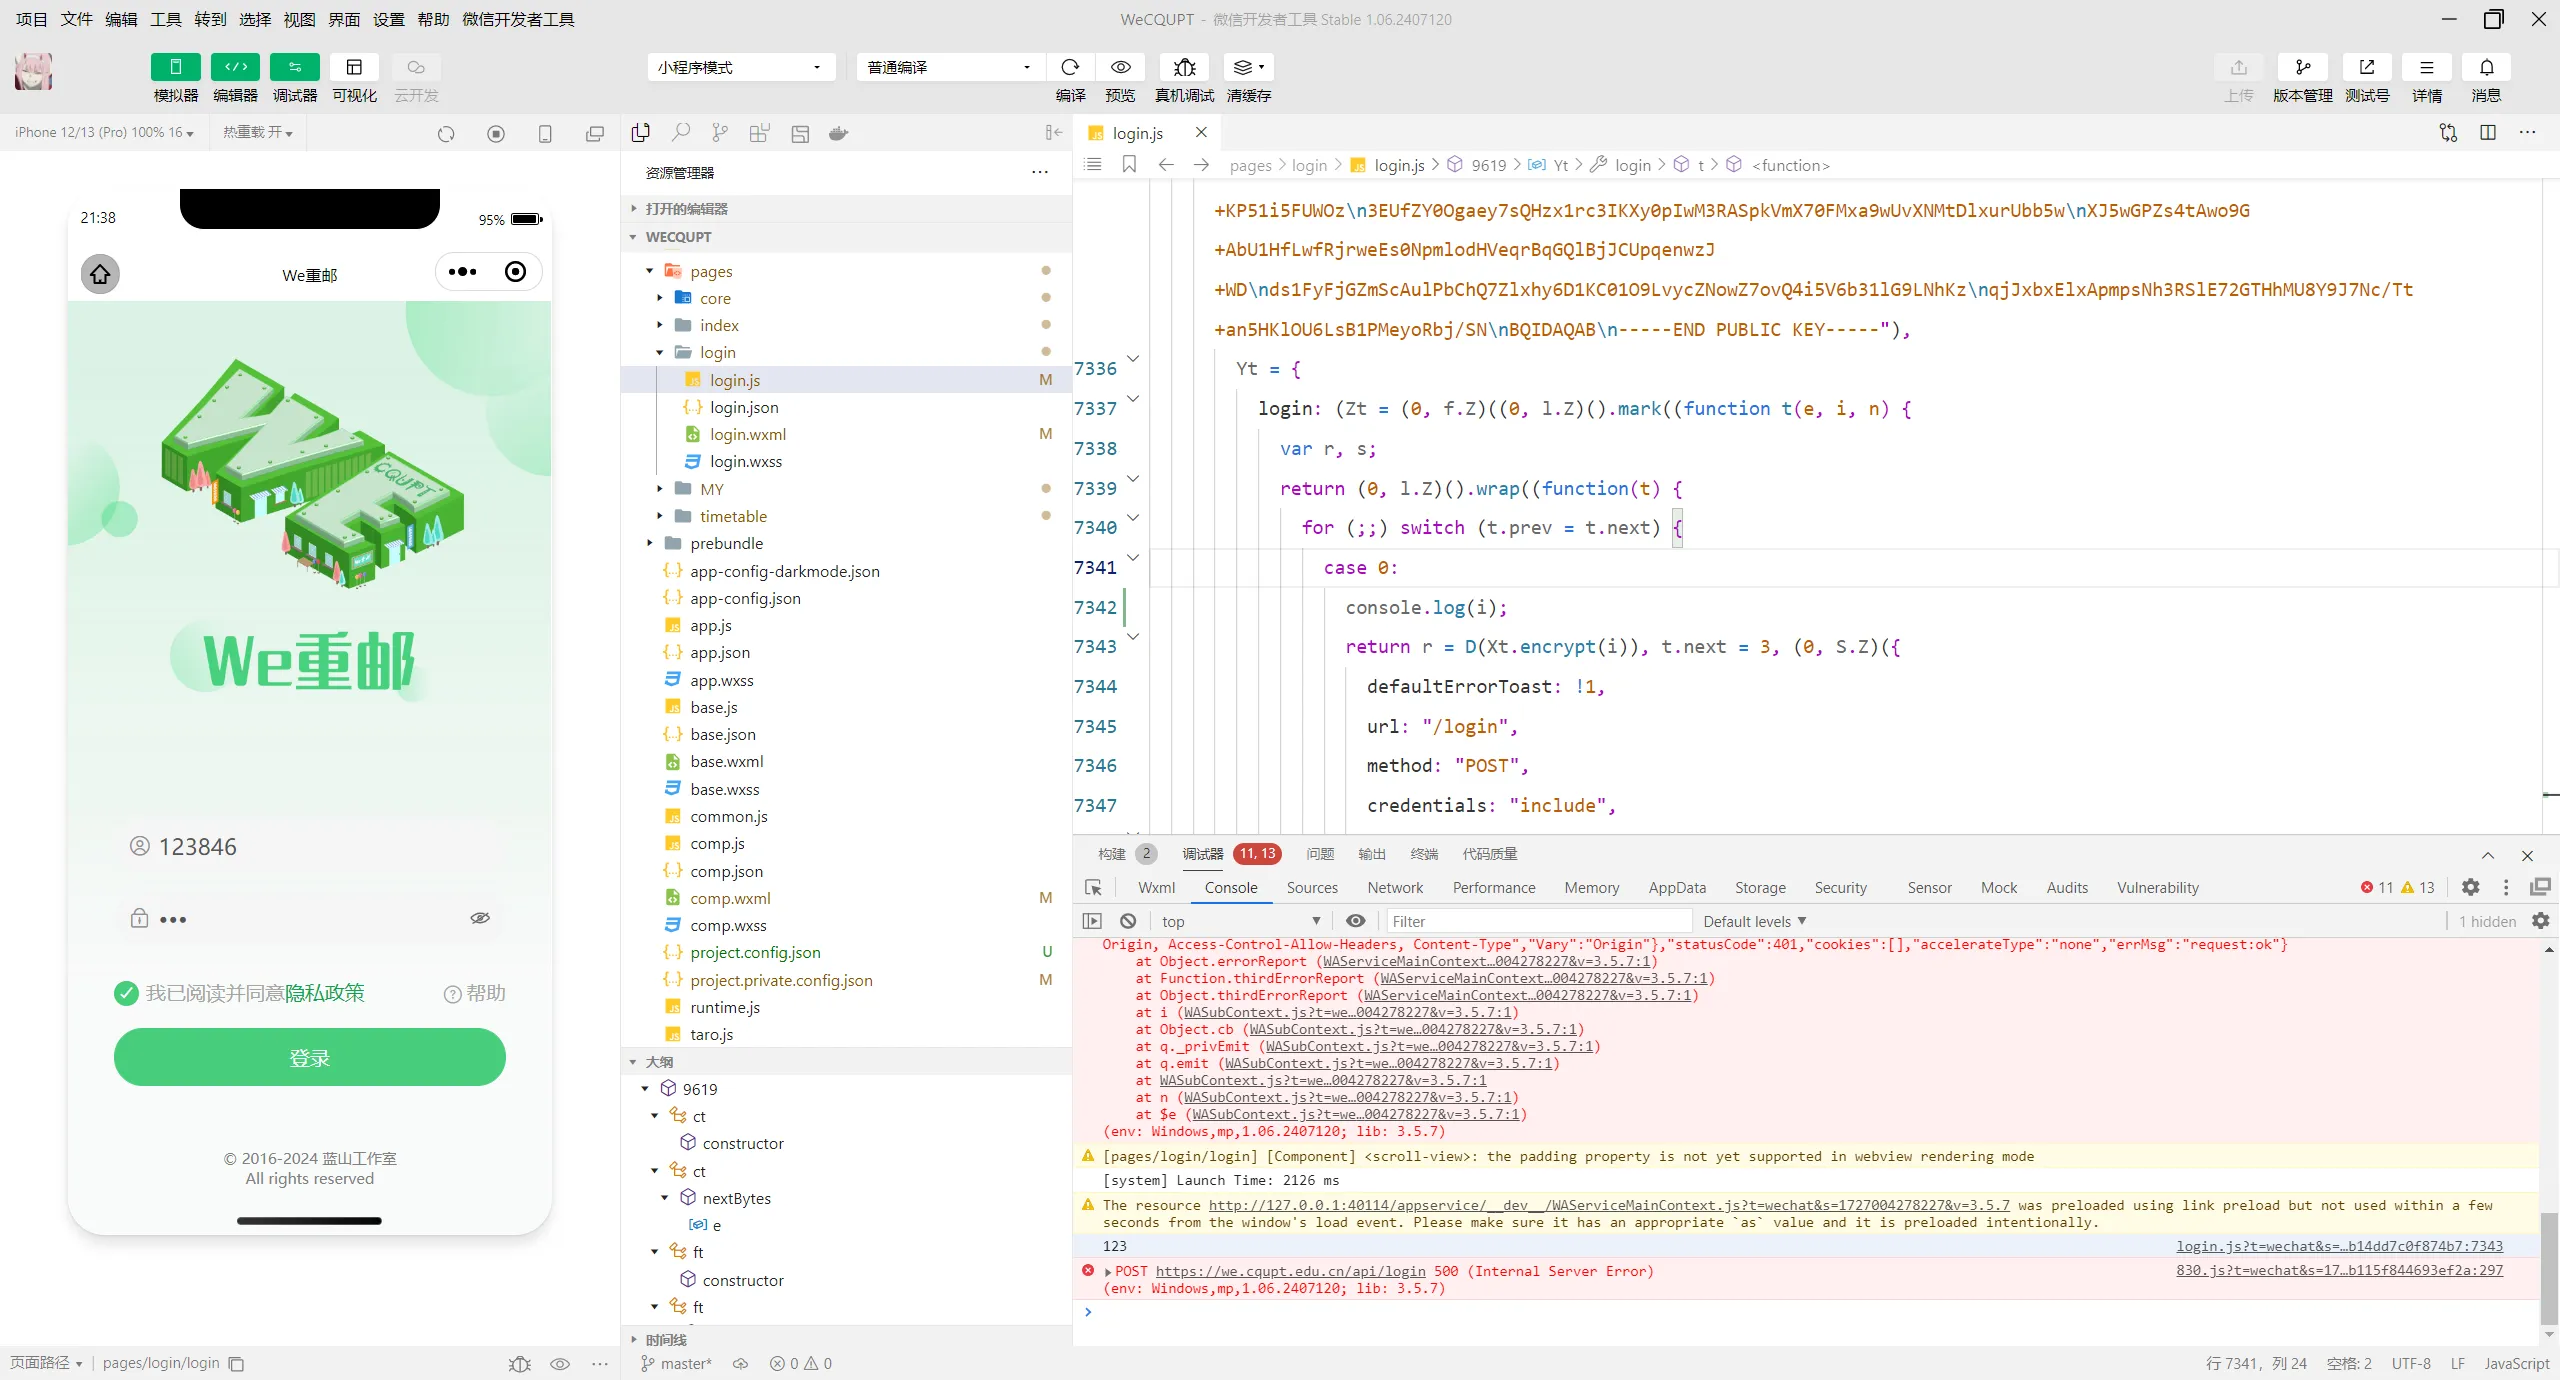 项目 文件 编辑 工具 转到 选择 视图 界面 设置 帮助 微信开发者工具
WeCQUPT - 微信开发者工具 Stable 1.06.2407120
模拟器 编辑器 调试器 可视化 云开发
小程序模式
普通编译
编译 预览 真机调试 清缓存
上传 版本管理 测试号 详情 消息
iPhone 12/13 (Pro) 100% 16
热重载 开
21:38
95%
We重邮
CQUPT
We重邮
123846
•••
我已阅读并同意隐私政策
帮助
登录
© 2016-2024 蓝山工作室
All rights reserved
页面路径
pages/login/login
资源管理器
打开的编辑器
WECQUPT
pages
core
index
login
login.js M
login.json
login.wxml M
login.wxss
MY
timetable
prebundle
app-config-darkmode.json
app-config.json
app.js
app.json
app.wxss
base.js
base.json
base.wxml
base.wxss
common.js
comp.js
comp.json
comp.wxml M
comp.wxss
project.config.json U
project.private.config.json M
runtime.js
taro.js
大纲
9619
ct
constructor
ct
nextBytes
e
ft
constructor
ft
时间线
master*
0 0
login.js
pages > login > login.js > 9619 > Yt > login > t > <function>
+KP51i5FUWOz\n3EUfZY0Ogaey7sQHzx1rc3IKXy0pIwM3RASpkVmX70FMxa9wUvXNMtDlxurUbb5w\nXJ5wGPZs4tAwo9G
+AbU1HfLwfRjrweEs0NpmlodHVeqrBqGQlBjJCUpqenwzJ
+WD\nds1FyFjGZmScAulPbChQ7Zlxhy6D1KC01O9LvycZNowZ7ovQ4i5V6b31lG9LNhKz\nqjJxbxElxApmpsNh3RSlE72GTHhMU8Y9J7Nc/Tt
+an5HKlOU6LsB1PMeyoRbj/SN\nBQIDAQAB\n-----END PUBLIC KEY-----"),
7336 Yt = {
7337 login: (Zt = (0, f.Z)((0, l.Z)().mark((function t(e, i, n) {
7338 var r, s;
7339 return (0, l.Z)().wrap((function(t) {
7340 for (;;) switch (t.prev = t.next) {
7341 case 0:
7342 console.log(i);
7343 return r = D(Xt.encrypt(i)), t.next = 3, (0, S.Z)({
7344 defaultErrorToast: !1,
7345 url: "/login",
7346 method: "POST",
7347 credentials: "include",
构建 2 调试器 11, 13 问题 输出 终端 代码质量
Wxml Console Sources Network Performance Memory AppData Storage Security Sensor Mock Audits Vulnerability 11 13
top Filter Default levels 1 hidden
Origin, Access-Control-Allow-Headers, Content-Type","Vary":"Origin"},"statusCode":401,"cookies":[],"accelerateType":"none","errMsg":"request:ok"}
at Object.errorReport (WAServiceMainContext…004278227&v=3.5.7:1)
at Function.thirdErrorReport (WAServiceMainContext…004278227&v=3.5.7:1)
at Object.thirdErrorReport (WAServiceMainContext…004278227&v=3.5.7:1)
at i (WASubContext.js?t=we…004278227&v=3.5.7:1)
at Object.cb (WASubContext.js?t=we…004278227&v=3.5.7:1)
at q._privEmit (WASubContext.js?t=we…004278227&v=3.5.7:1)
at q.emit (WASubContext.js?t=we…004278227&v=3.5.7:1)
at WASubContext.js?t=we…004278227&v=3.5.7:1
at n (WASubContext.js?t=we…004278227&v=3.5.7:1)
at $e (WASubContext.js?t=we…004278227&v=3.5.7:1)
(env: Windows,mp,1.06.2407120; lib: 3.5.7)
[pages/login/login] [Component] <scroll-view>: the padding property is not yet supported in webview rendering mode
[system] Launch Time: 2126 ms
The resource http://127.0.0.1:40114/appservice/__dev__/WAServiceMainContext.js?t=wechat&s=1727004278227&v=3.5.7 was preloaded using link preload but not used within a few
seconds from the window's load event. Please make sure it has an appropriate `as` value and it is preloaded intentionally.
123 login.js?t=wechat&s=…b14dd7c0f874b7:7343
POST https://we.cqupt.edu.cn/api/login 500 (Internal Server Error) 830.js?t=wechat&s=17…b115f844693ef2a:297
(env: Windows,mp,1.06.2407120; lib: 3.5.7)
行 7341，列 24 空格: 2 UTF-8 LF JavaScript